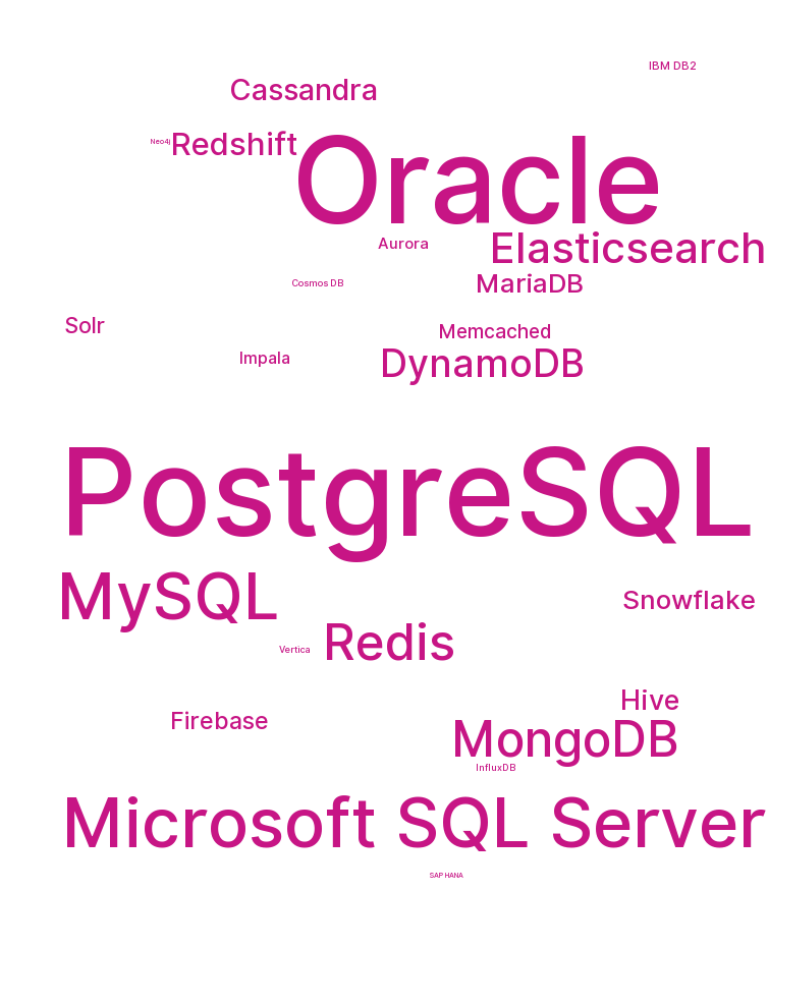 IBM DB2
Cassandra
Neo4j
Redshift
Oracle
Aurora
Elasticsearch
Cosmos DB
MariaDB
Solr
Memcached
Impala
DynamoDB
PostgreSQL
MySQL
Snowflake
Redis
Vertica
Hive
Firebase
MongoDB
InfluxDB
Microsoft SQL Server
SAP HANA